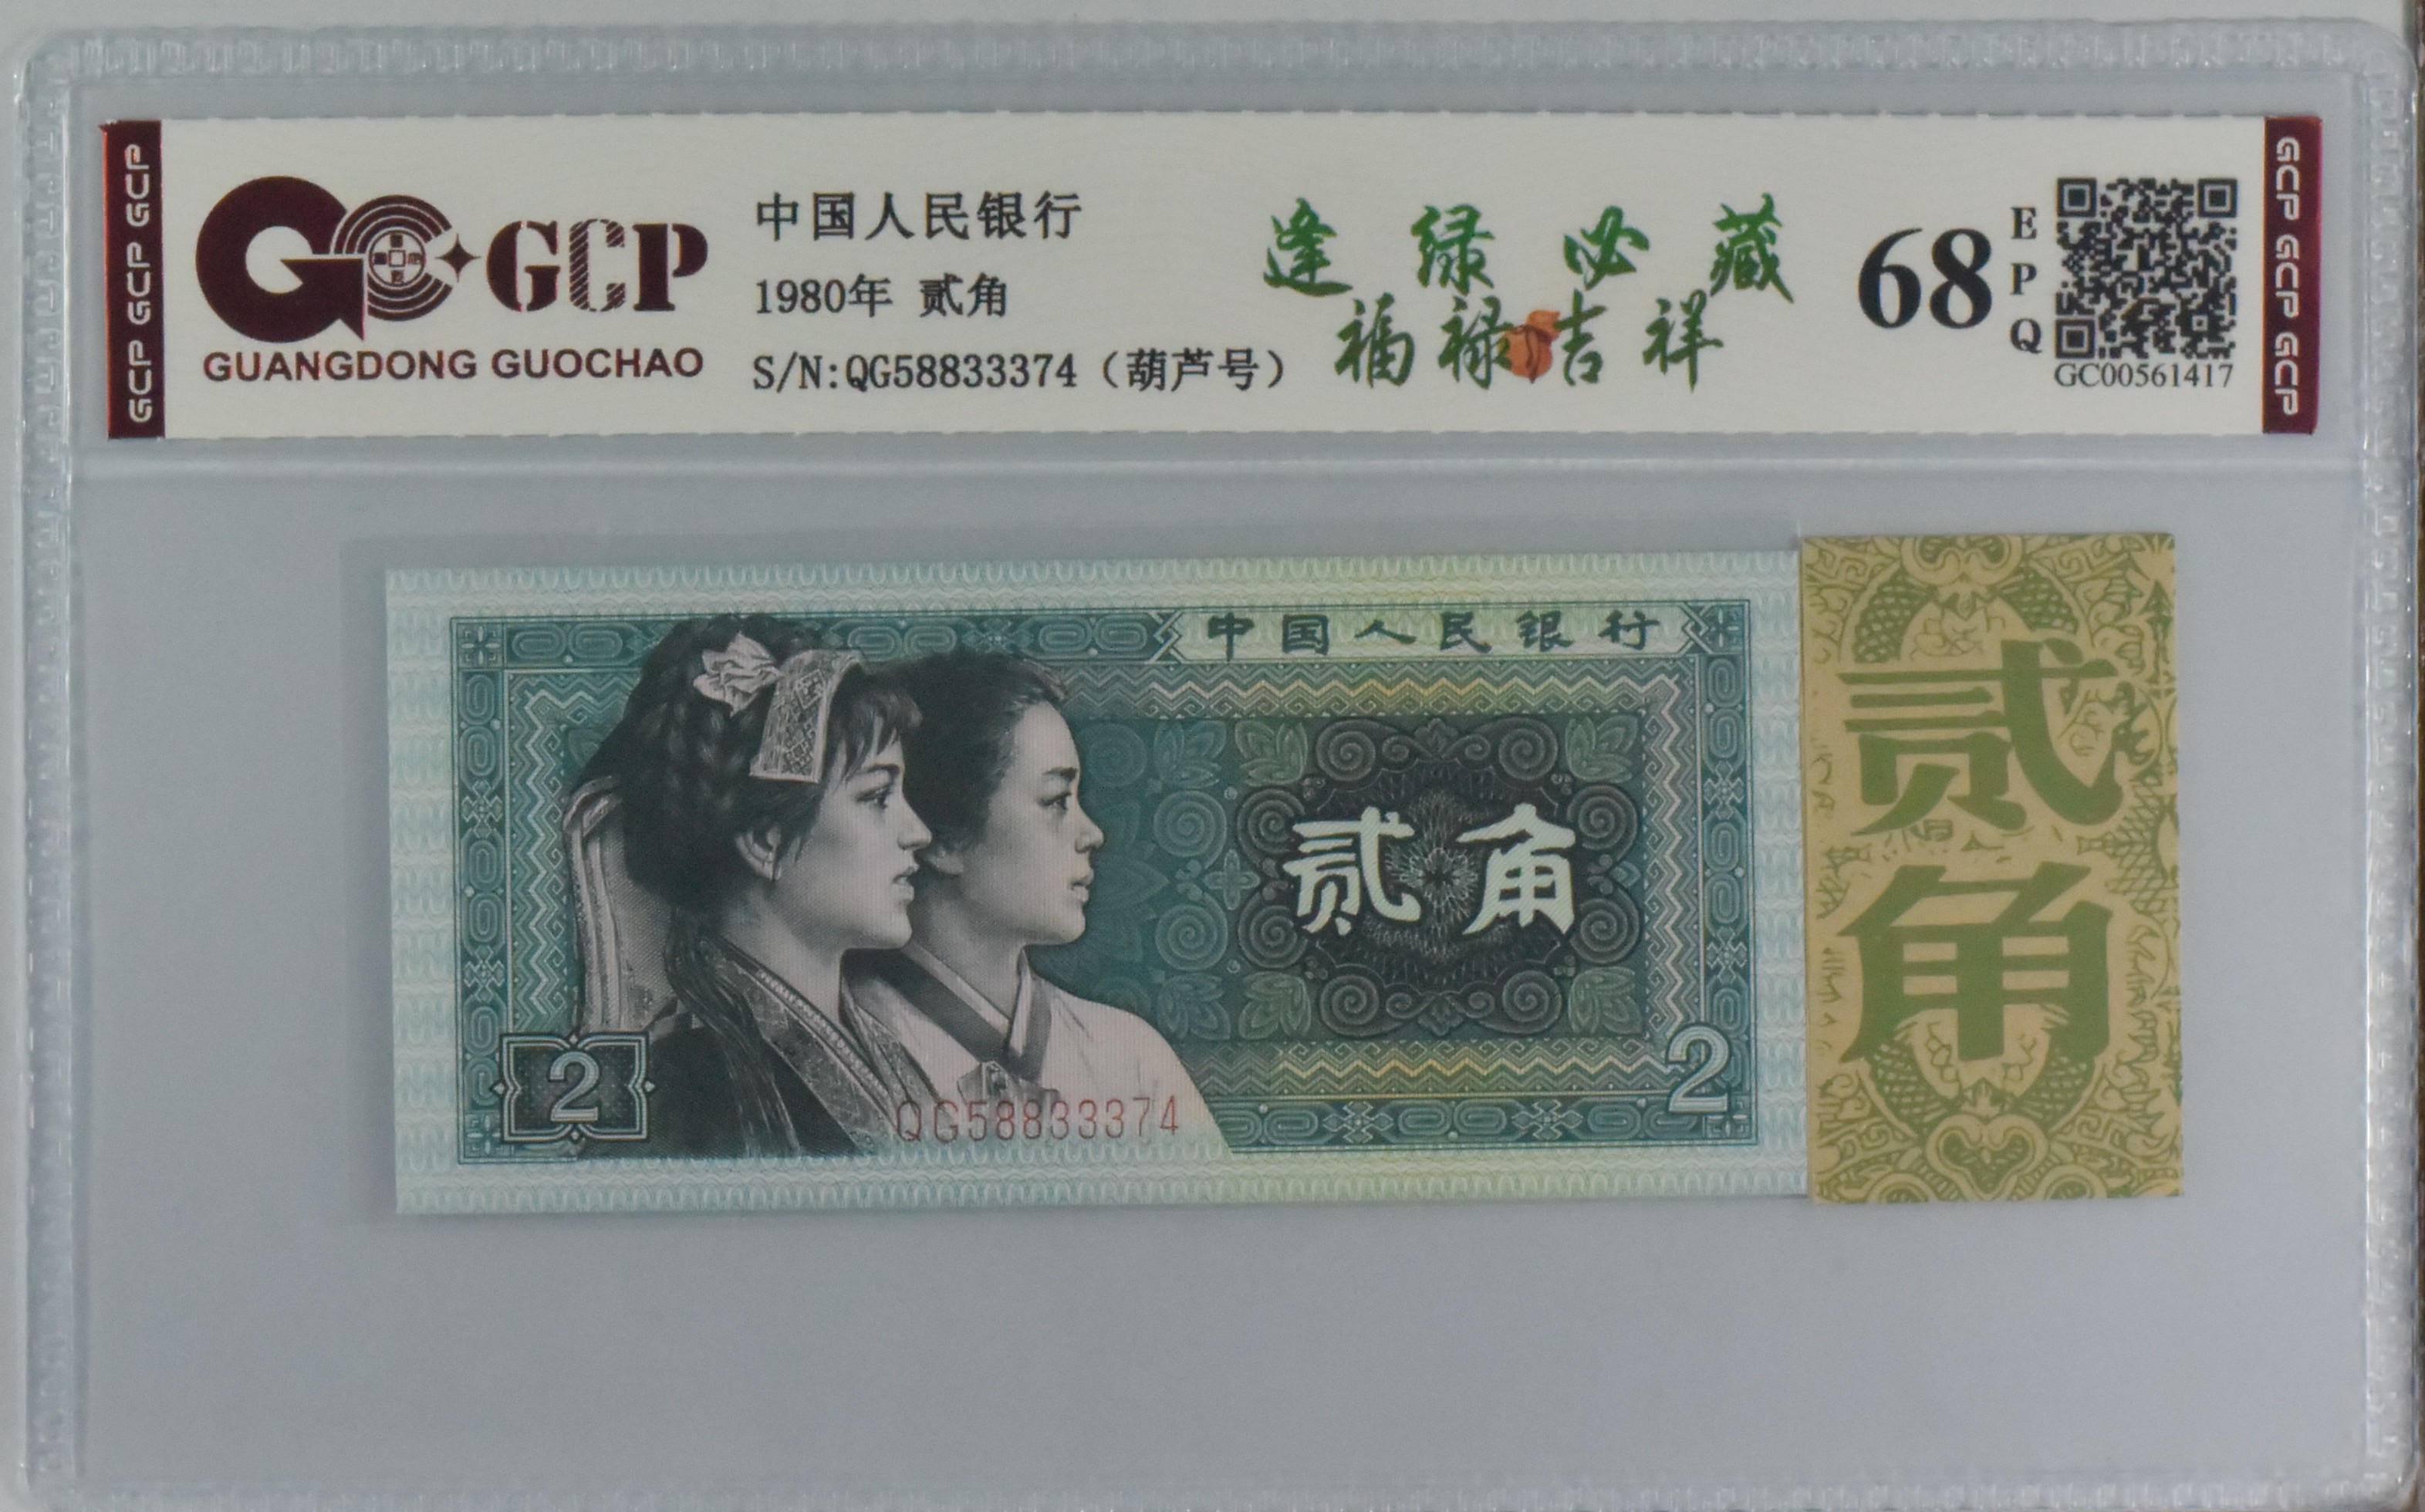 GCP GCP GCP
GCP
GUANGDONG GUOCHAO
中国人民银行
1980年 贰角
S/N:QG58833374（葫芦号）
逢绿必藏
福禄吉祥
68
EPQ
GC00561417
GCP GCP GCP
中国人民银行
贰角
2
QG58833374
2
贰角